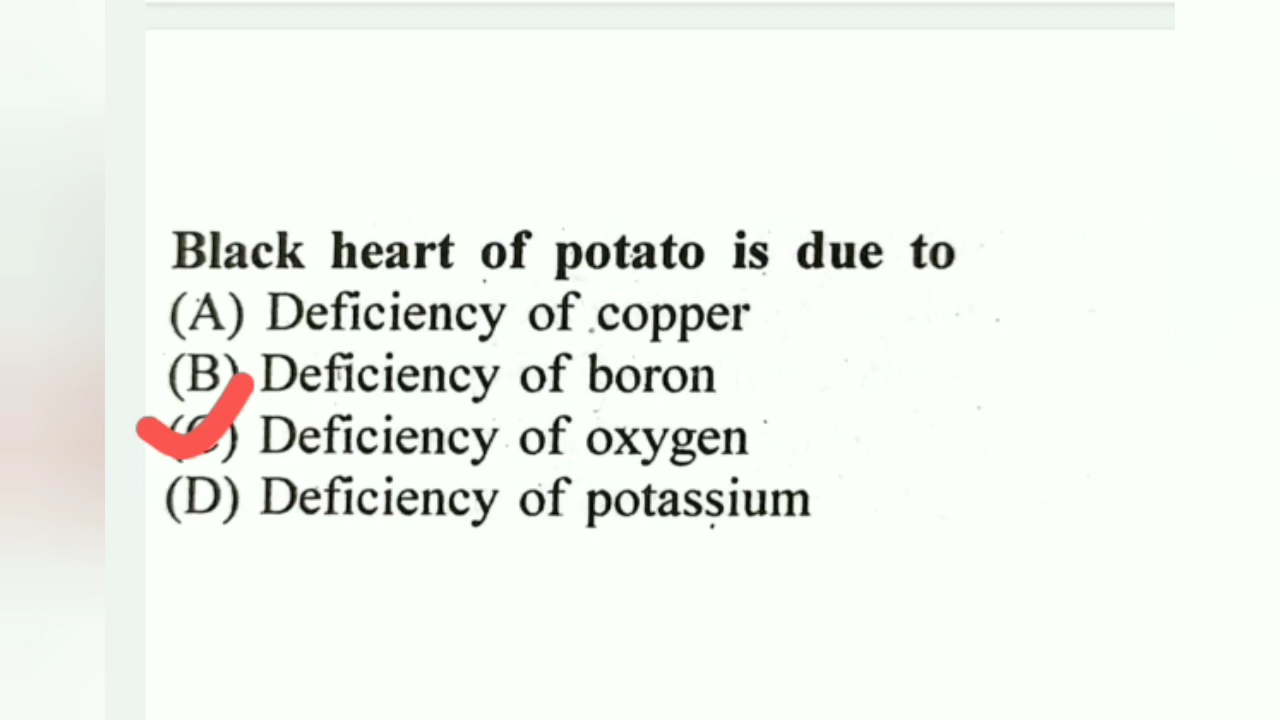 Black heart of potato is due to
(A) Deficiency of copper
(B) Deficiency of boron
(C) Deficiency of oxygen
(D) Deficiency of potassium